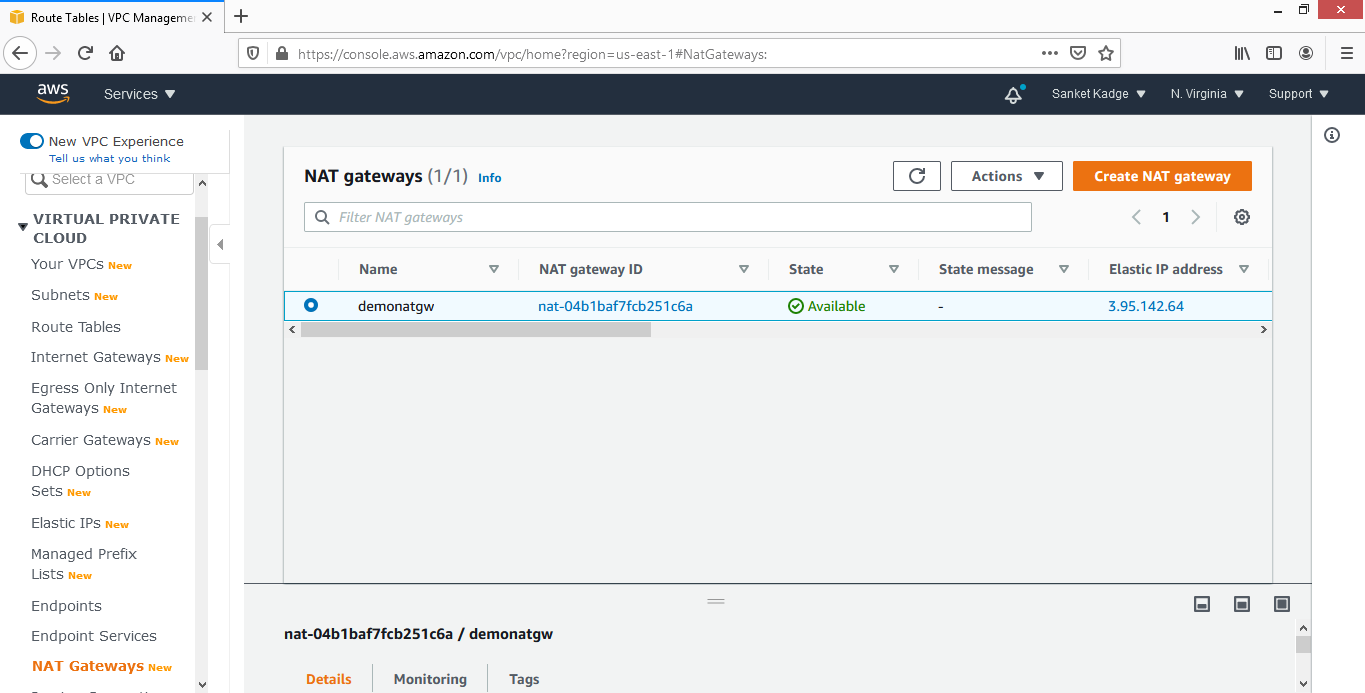 Route Tables | VPC Manageme
https://console.aws.amazon.com/vpc/home?region=us-east-1#NatGateways:
aws
Services
Sanket Kadge
N. Virginia
Support
New VPC Experience
Tell us what you think
Select a VPC
VIRTUAL PRIVATE
CLOUD
Your VPCs New
Subnets New
Route Tables
Internet Gateways New
Egress Only Internet
Gateways New
Carrier Gateways New
DHCP Options
Sets New
Elastic IPs New
Managed Prefix
Lists New
Endpoints
Endpoint Services
NAT Gateways New
NAT gateways (1/1) Info
Actions
Create NAT gateway
Filter NAT gateways
1
Name NAT gateway ID State State message Elastic IP address
demonatgw nat-04b1baf7fcb251c6a Available - 3.95.142.64
nat-04b1baf7fcb251c6a / demonatgw
Details Monitoring Tags